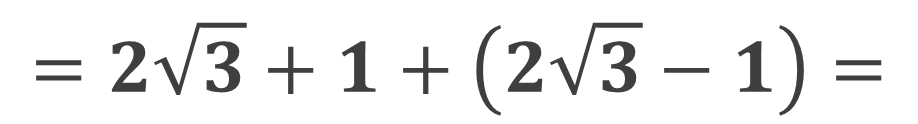 = 2√3 + 1 + (2√3 − 1) =